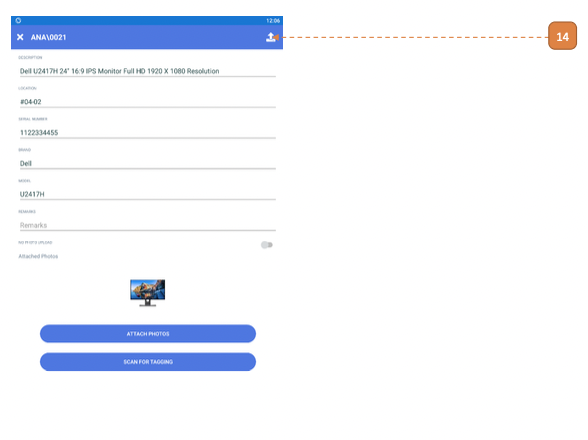 12:06
ANA\0021
14
DESCRIPTION
Dell U2417H 24" 16:9 IPS Monitor Full HD 1920 X 1080 Resolution
LOCATION
#04-02
SERIAL NUMBER
1122334455
BRAND
Dell
MODEL
U2417H
REMARKS
Remarks
NO PHOTO UPLOAD
Attached Photos
ATTACH PHOTOS
SCAN FOR TAGGING